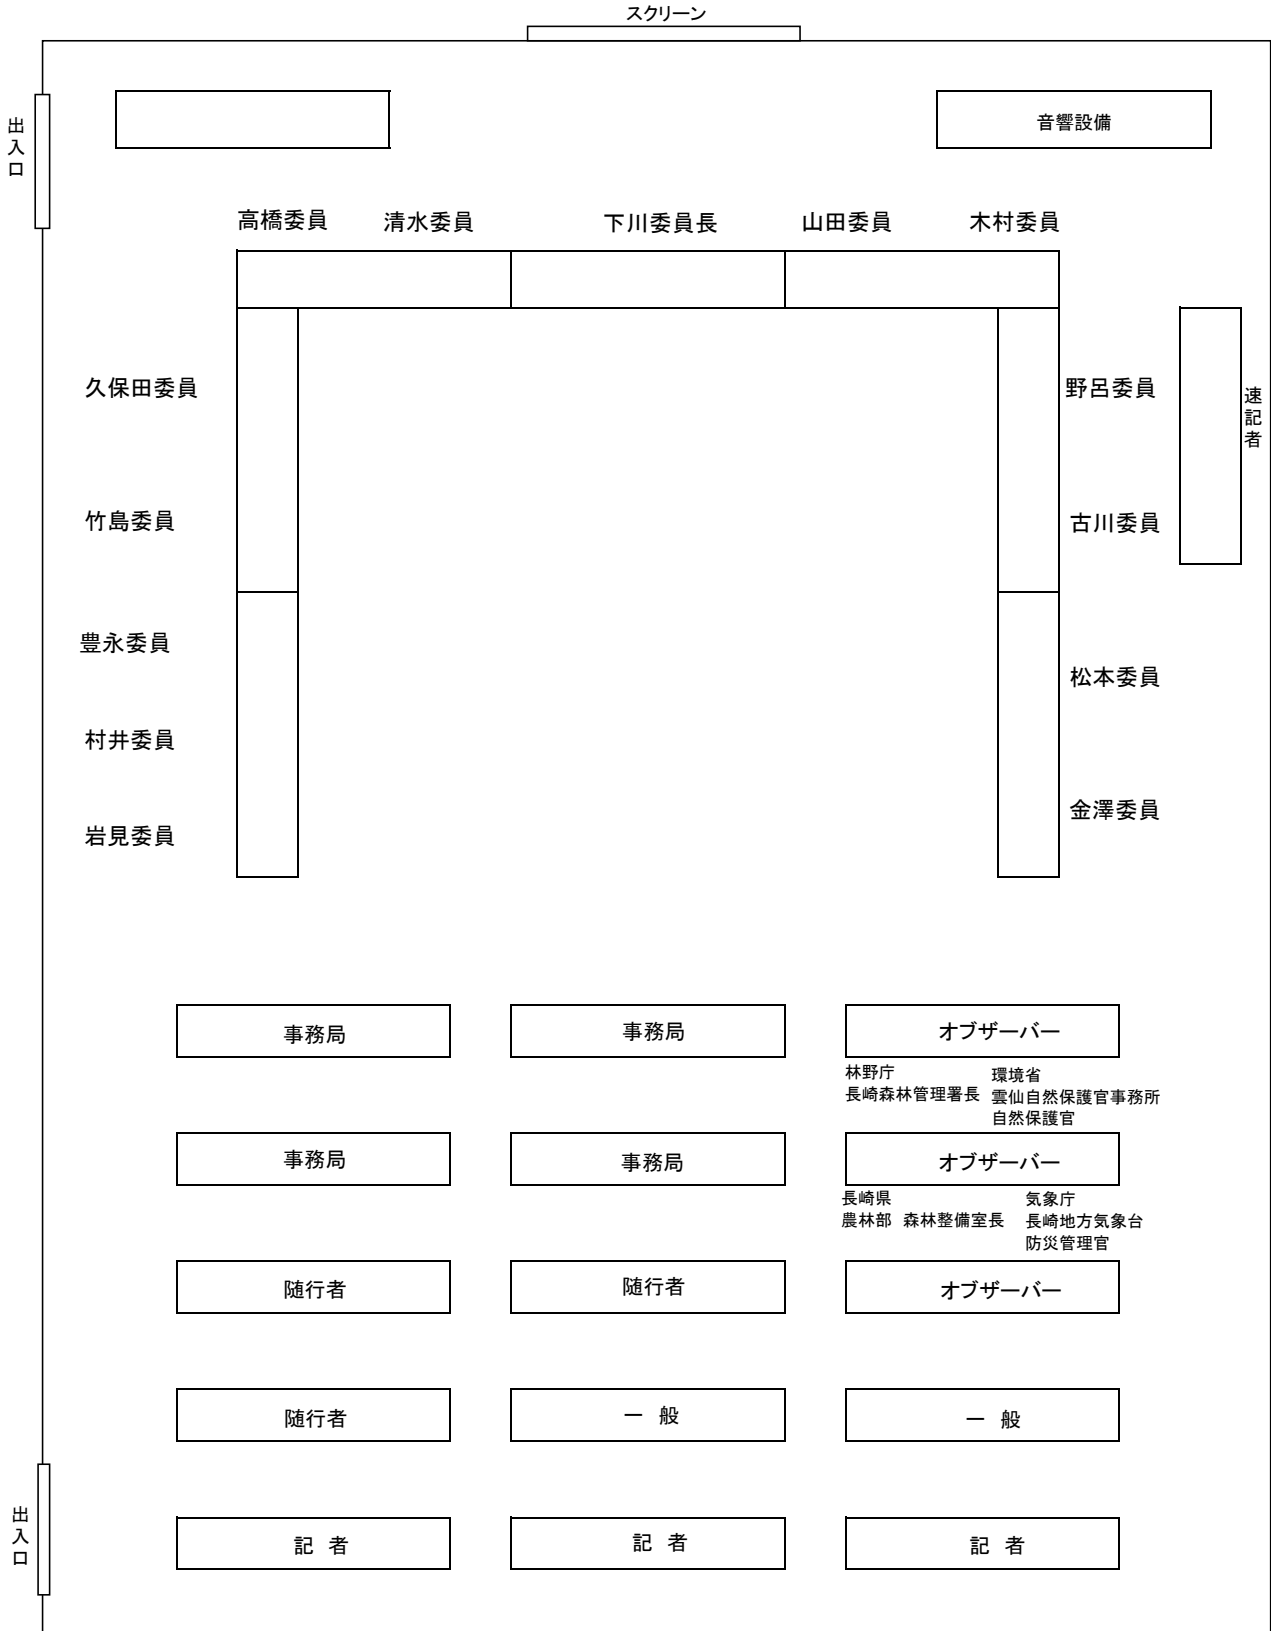 スクリーン
出入口
音響設備
高橋委員 清水委員 下川委員長 山田委員 木村委員
久保田委員
野呂委員
速記者
竹島委員
古川委員
豊永委員
松本委員
村井委員
金澤委員
岩見委員
事務局
事務局
オブザーバー
林野庁
長崎森林管理署長
環境省
雲仙自然保護官事務所
自然保護官
事務局
事務局
オブザーバー
長崎県
農林部 森林整備室長
気象庁
長崎地方気象台
防災管理官
随行者
随行者
オブザーバー
随行者
一 般
一 般
出入口
記 者
記 者
記 者